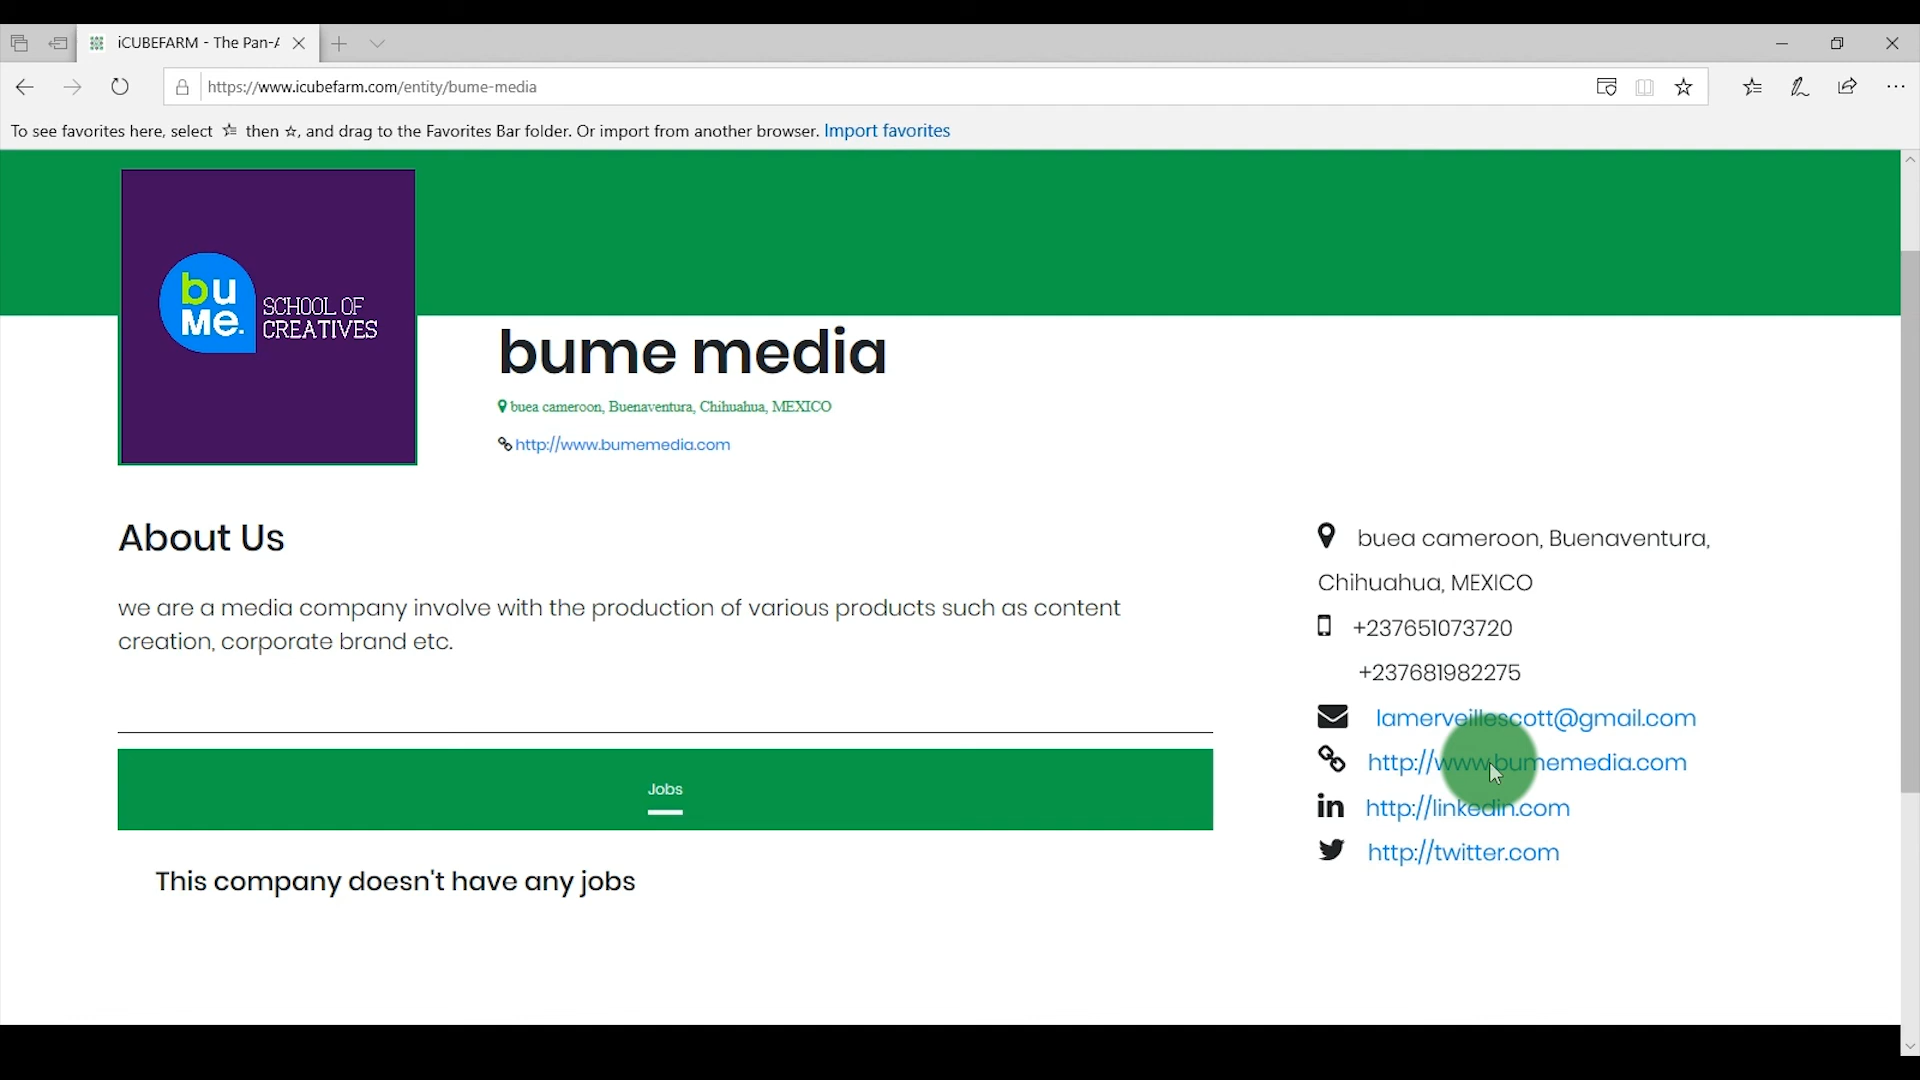 iCUBEFARM - The Pan-A
https://www.icubefarm.com/entity/bume-media
To see favorites here, select then , and drag to the Favorites Bar folder. Or import from another browser. Import favorites
bu
Me.
SCHOOL OF
CREATIVES
bume media
buea cameroon, Buenaventura, Chihuahua, MEXICO
http://www.bumemedia.com
About Us
we are a media company involve with the production of various products such as content
creation, corporate brand etc.
Jobs
This company doesn't have any jobs
buea cameroon, Buenaventura,
Chihuahua, MEXICO
+237651073720
+237681982275
lamerveillescott@gmail.com
http://www.bumemedia.com
in http://linkedin.com
http://twitter.com